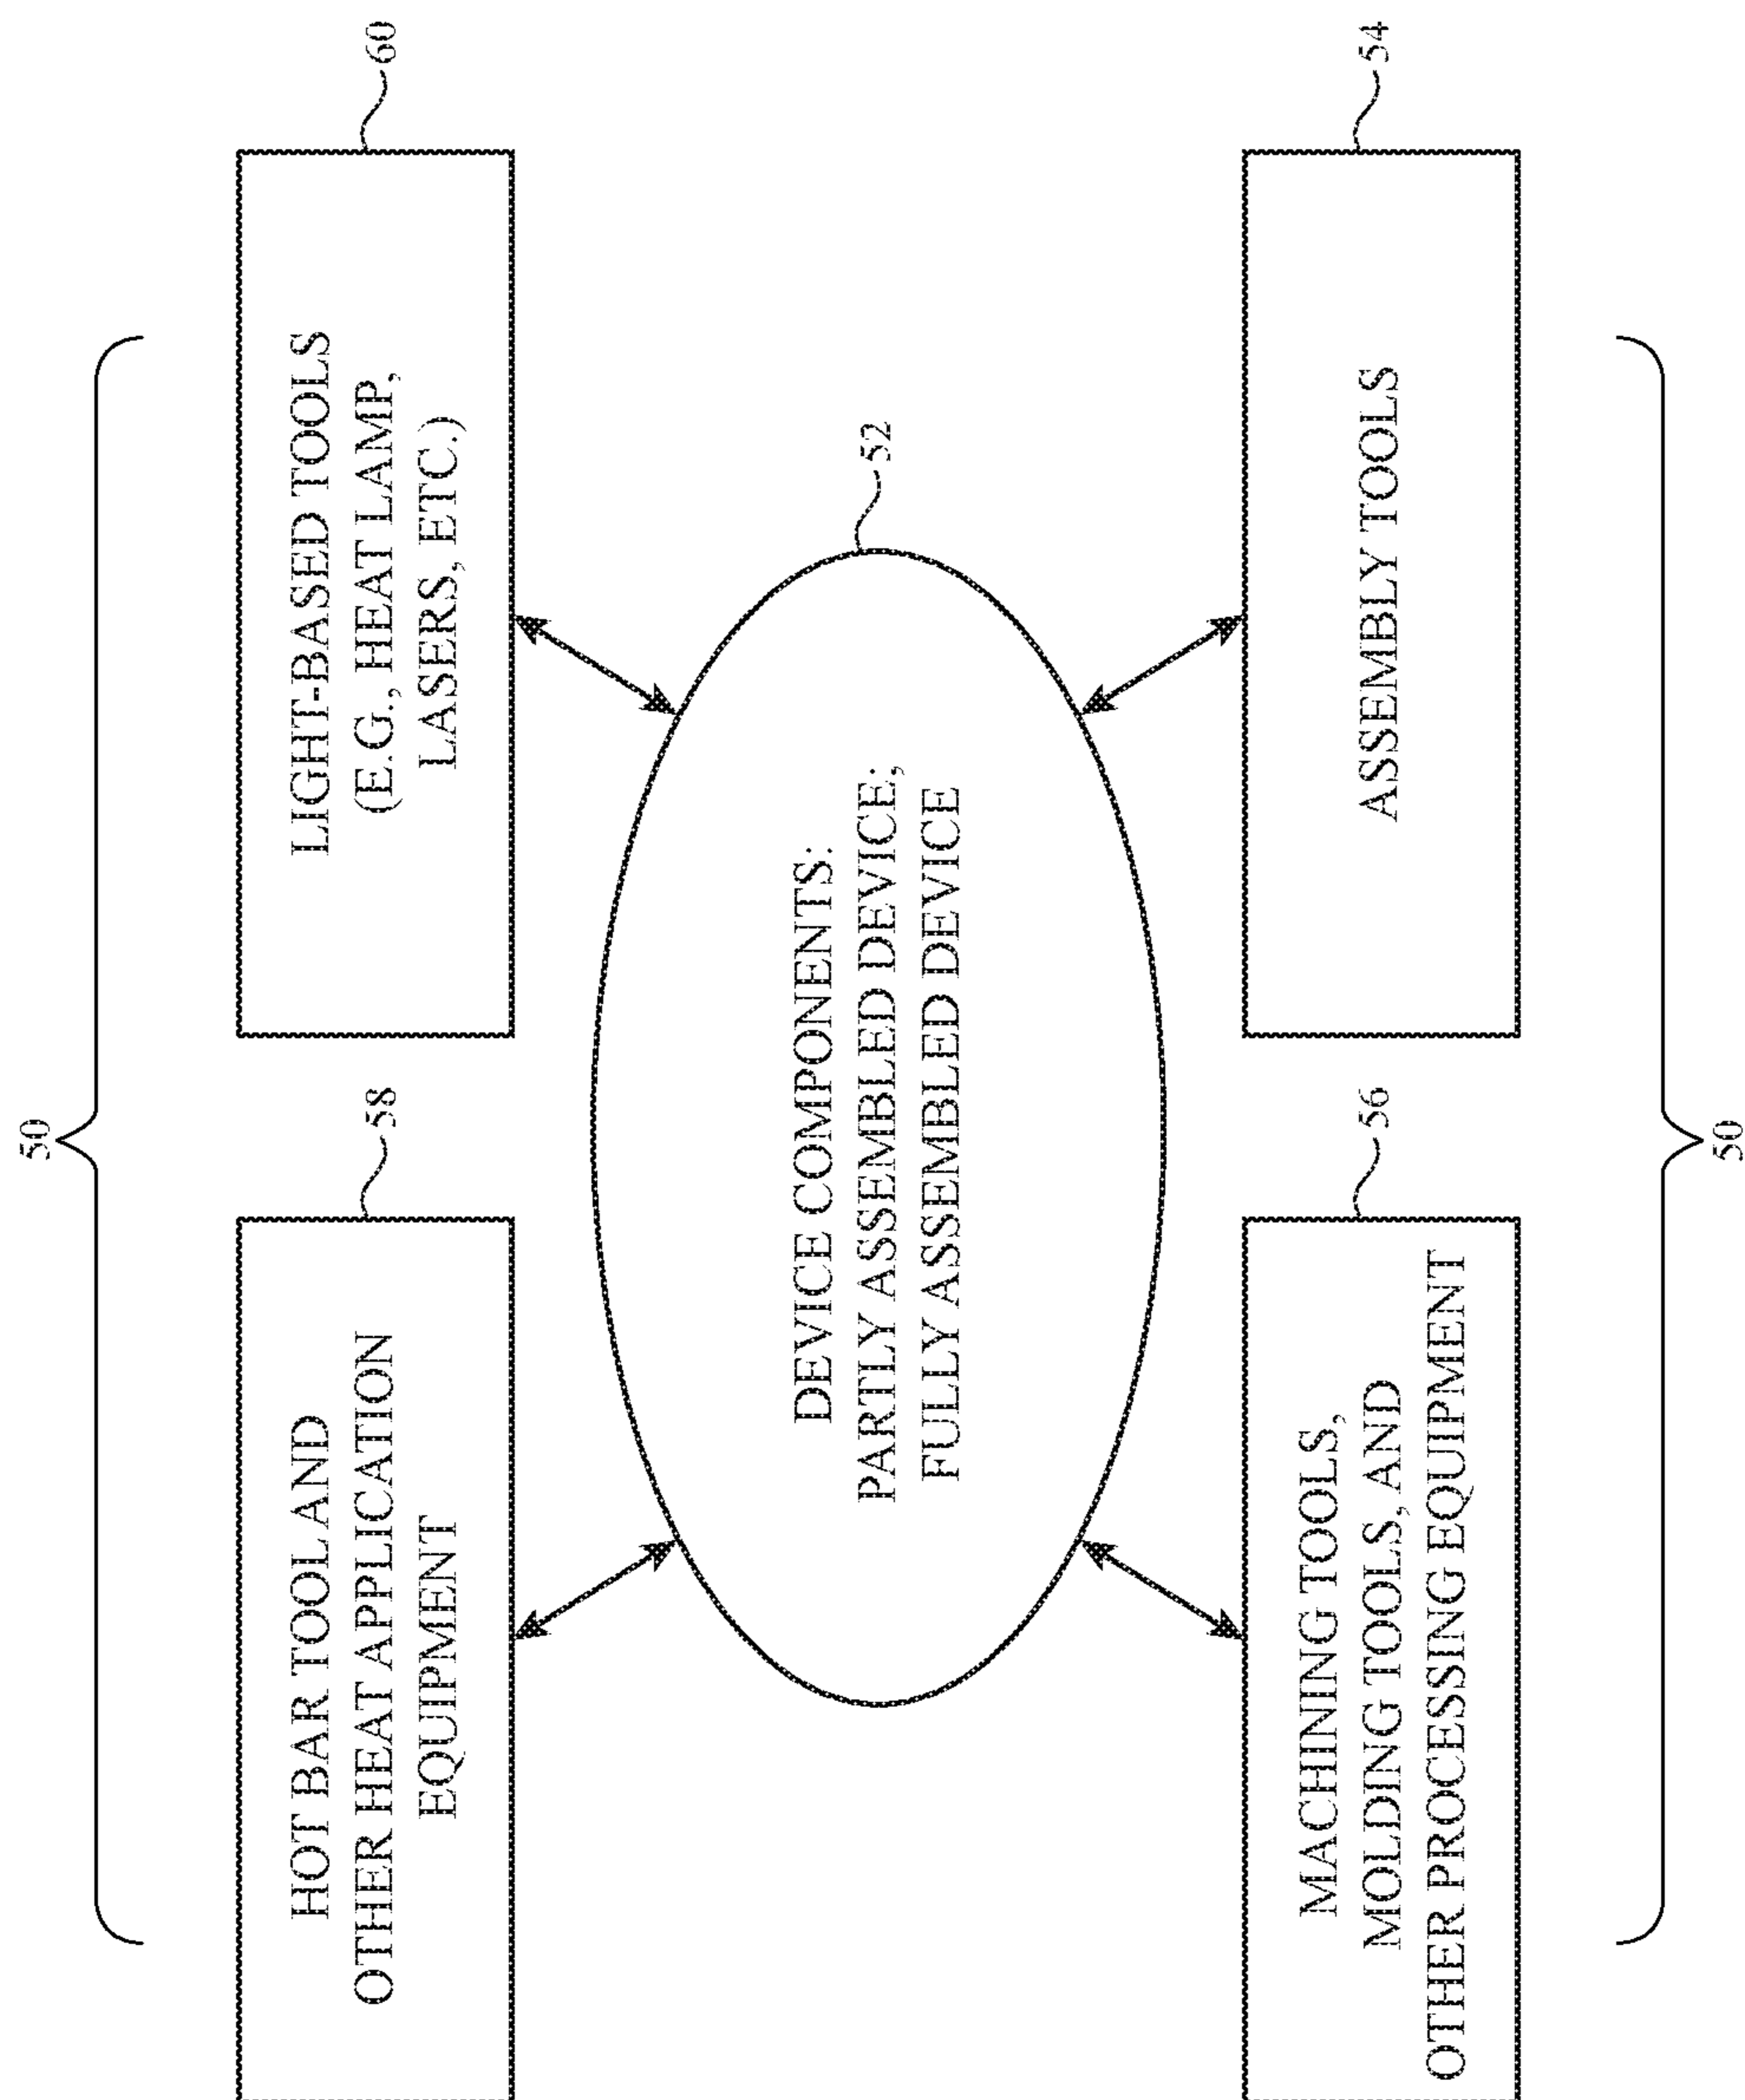 50
HOT BAR TOOL AND
OTHER HEAT APPLICATION
EQUIPMENT
58
LIGHT-BASED TOOLS
(E.G., HEAT LAMP,
LASERS, ETC.)
60
DEVICE COMPONENTS:
PARTLY ASSEMBLED DEVICE;
FULLY ASSEMBLED DEVICE
52
MACHINING TOOLS,
MOLDING TOOLS, AND
OTHER PROCESSING EQUIPMENT
56
ASSEMBLY TOOLS
54
50